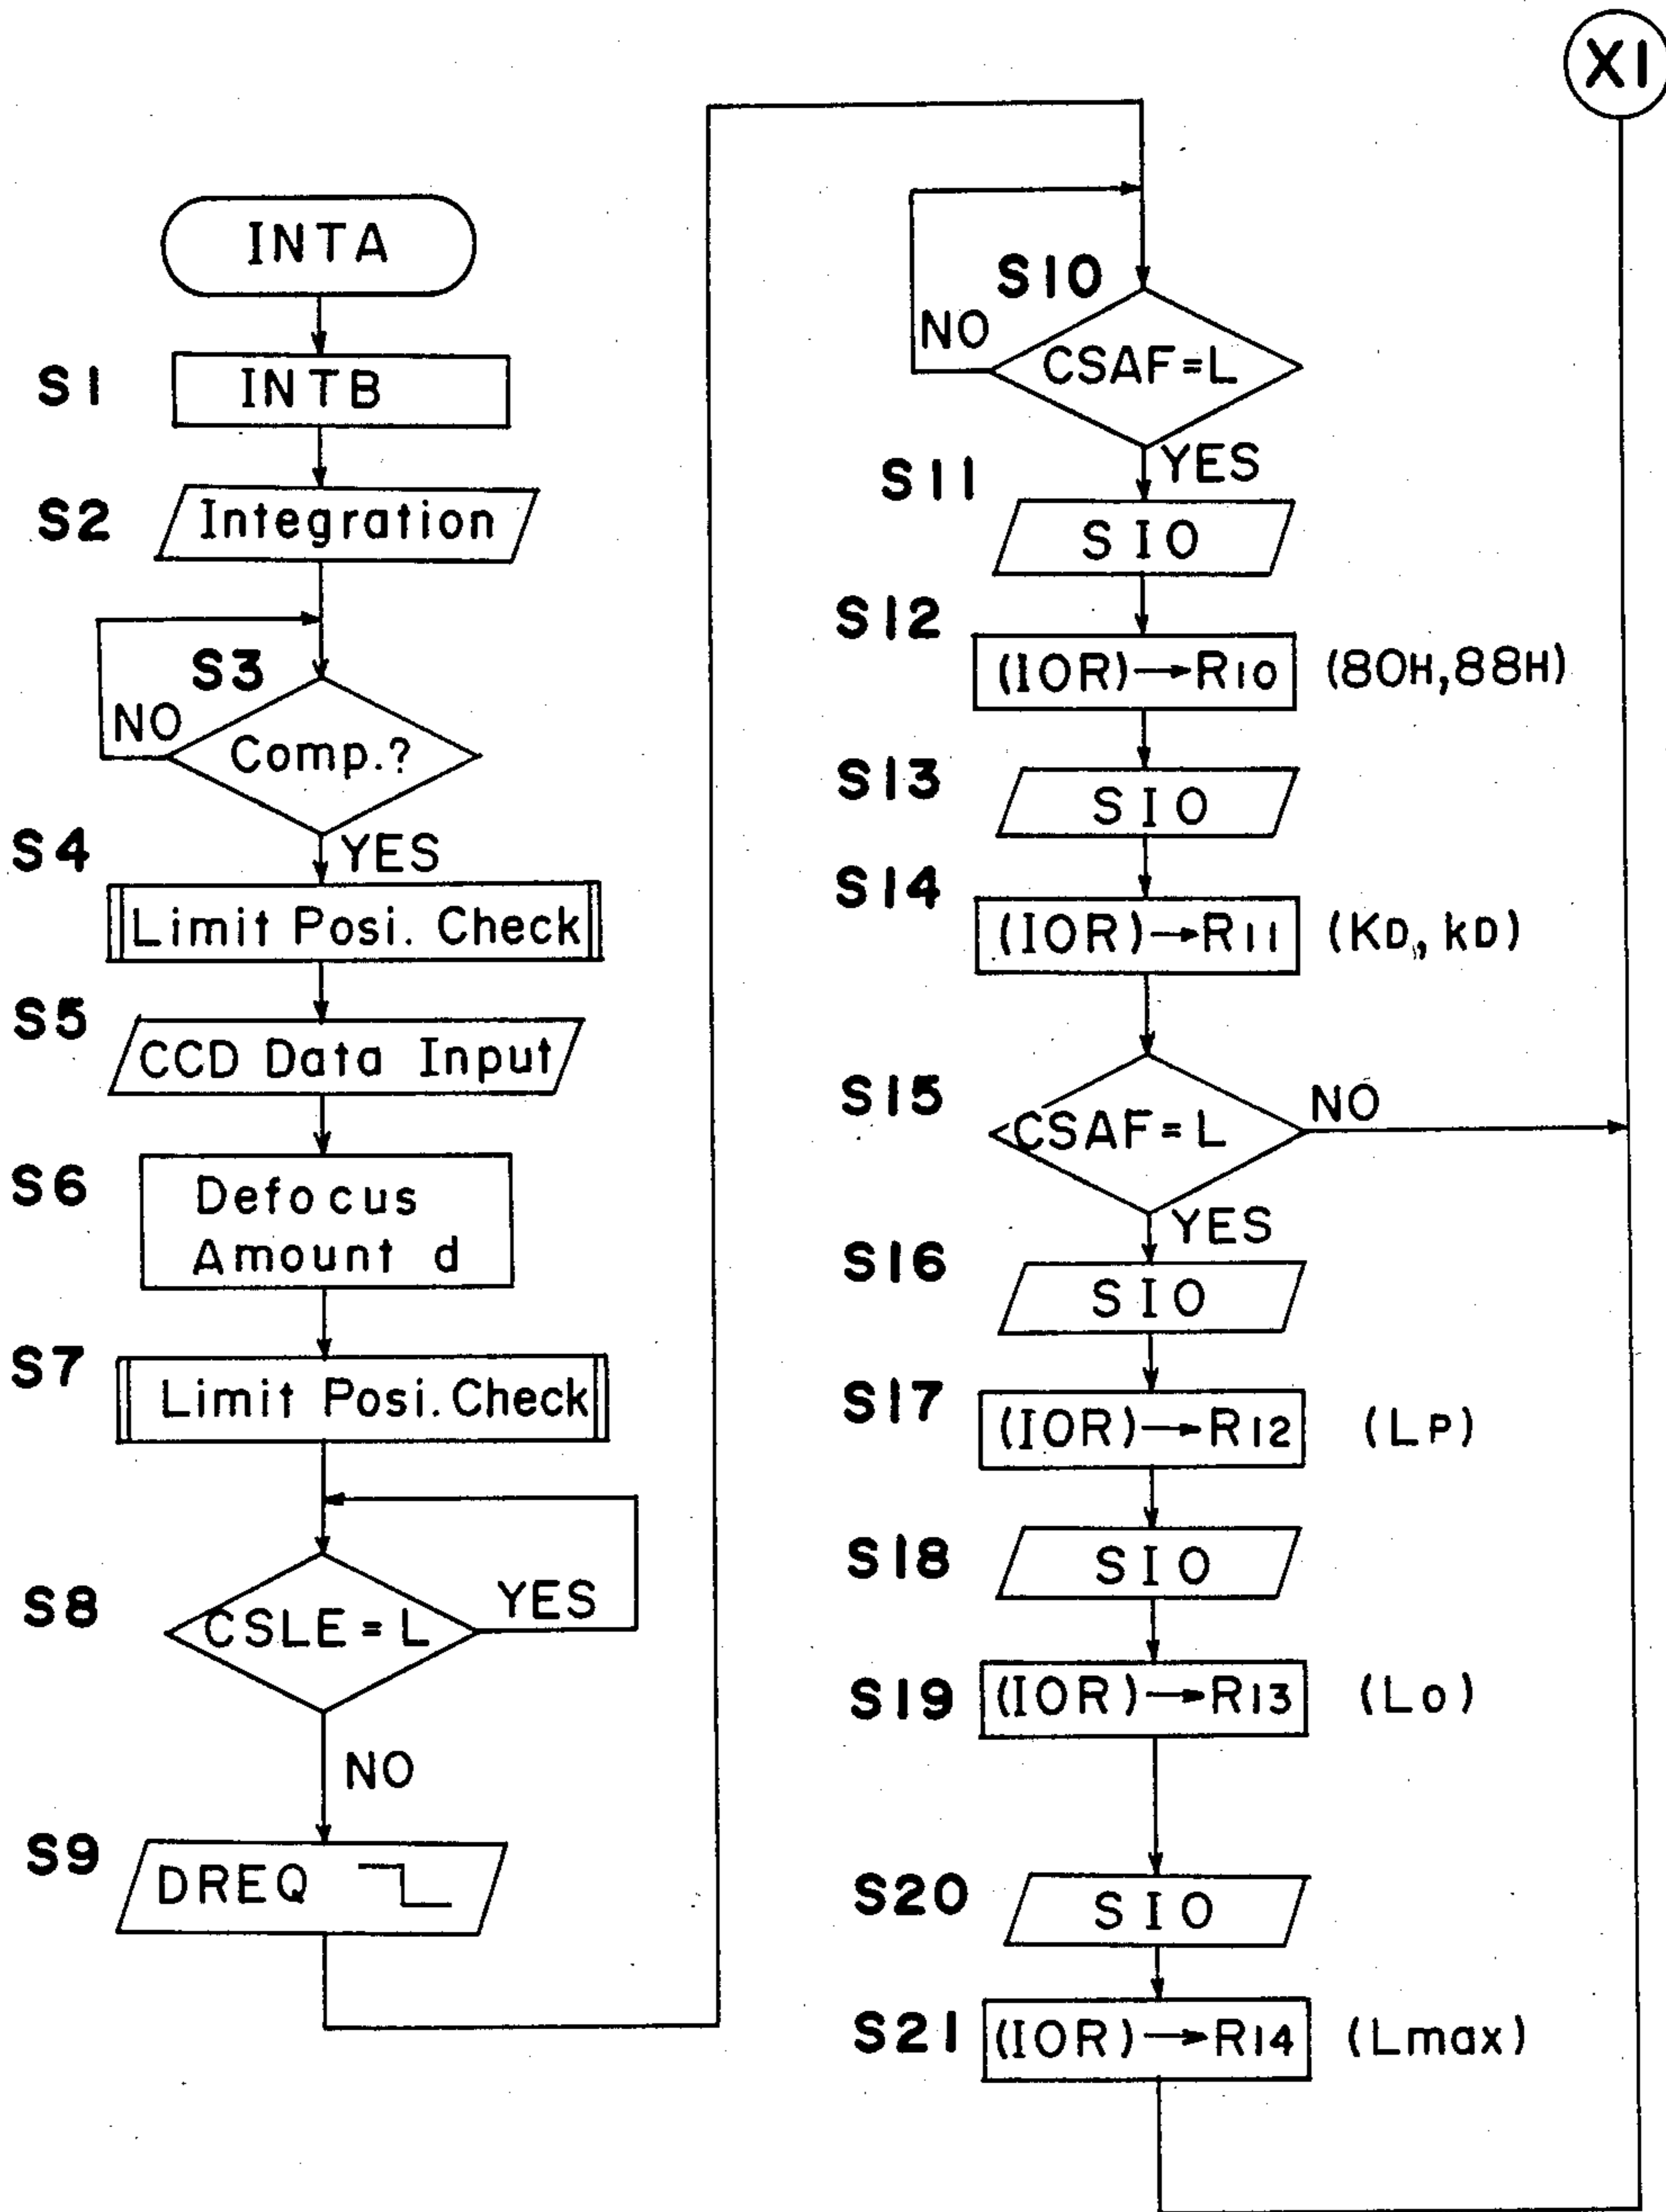 INTA
S1
INTB
S2
Integration
S3
NO
Comp.?
S4
YES
Limit Posi. Check
S5
CCD Data Input
S6
Defocus
Amount d
S7
Limit Posi. Check
S8
CSLE = L
YES
NO
S9
DREQ
S10
NO
CSAF=L
YES
S11
SIO
S12
(IOR)→R10 (80H,88H)
S13
SIO
S14
(IOR)→R11 (KD, kD)
S15
CSAF=L
NO
YES
S16
SIO
S17
(IOR)→R12 (LP)
S18
SIO
S19
(IOR)→R13 (Lo)
S20
SIO
S21
(IOR)→R14 (Lmax)
X1